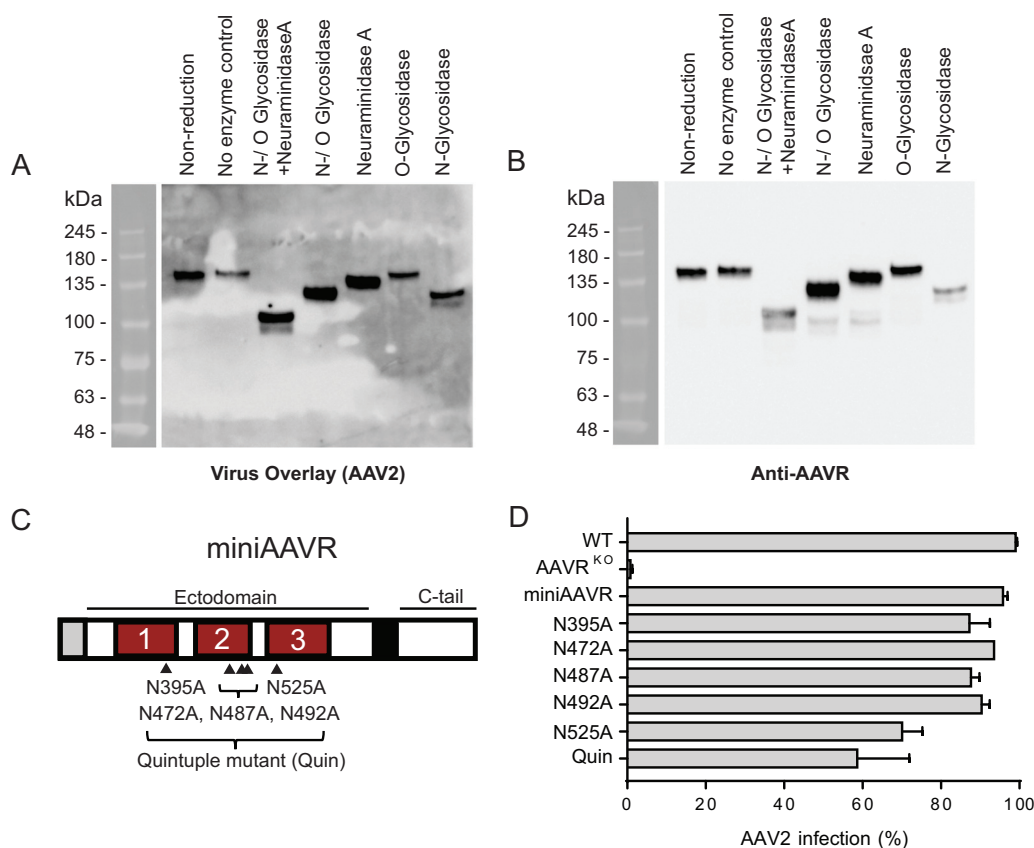 A
Non-reduction
No enzyme control
N-/ O Glycosidase
+NeuraminidaseA
N-/ O Glycosidase
Neuraminidase A
O-Glycosidase
N-Glycosidase
kDa
245 -
180 -
135 -
100 -
75 -
63 -
48 -
Virus Overlay (AAV2)
B
Non-reduction
No enzyme control
N-/ O Glycosidase
+NeuraminidaseA
N-/ O Glycosidase
Neuraminidsae A
O-Glycosidase
N-Glycosidase
kDa
245 -
180 -
135 -
100 -
75 -
63 -
48 -
Anti-AAVR
C
miniAAVR
Ectodomain
C-tail
1 2 3
N395A N525A
N472A, N487A, N492A
Quintuple mutant (Quin)
D
WT
AAVR KO
miniAAVR
N395A
N472A
N487A
N492A
N525A
Quin
0 20 40 60 80 100
AAV2 infection (%)